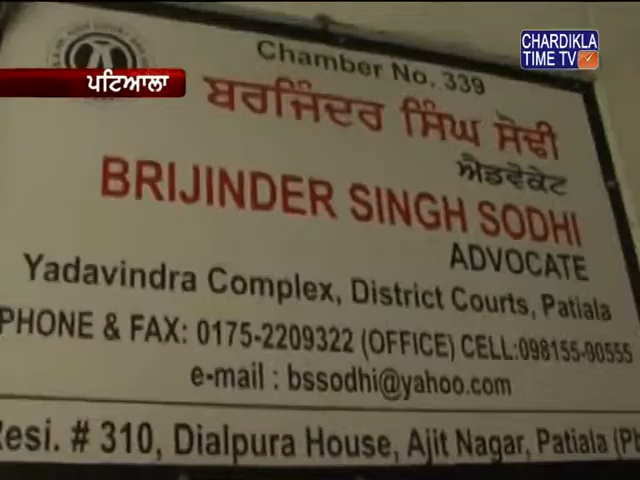 CHARDIKLA
TIME TV
ਪਟਿਆਲਾ
Chamber No. 339
ਬਰਜਿੰਦਰ ਸਿੰਘ ਸੋਢੀ
ਐਡਵੋਕੇਟ
BRIJINDER SINGH SODHI
ADVOCATE
Yadavindra Complex, District Courts, Patiala
PHONE & FAX: 0175-2209322 (OFFICE) CELL:098155-90555
e-mail : bssodhi@yahoo.com
Resi. # 310, Dialpura House, Ajit Nagar, Patiala (Pb